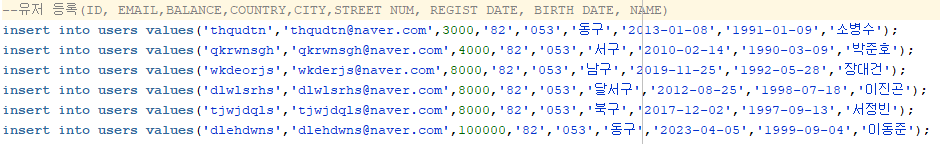 --유저 등록(ID, EMAIL,BALANCE,COUNTRY,CITY,STREET NUM, REGIST DATE, BIRTH DATE, NAME)
insert into users values('thqudtn','thqudtn@naver.com',3000,'82','053','동구','2013-01-08','1991-01-09','소병수');
insert into users values('qkrwnsgh','qkrwnsgh@naver.com',4000,'82','053','서구','2010-02-14','1990-03-09','박준호');
insert into users values('wkdeorjs','wkderjs@naver.com',8000,'82','053','남구','2019-11-25','1992-05-28','장대건');
insert into users values('dlwlsrhs','dlwlsrhs@naver.com',8000,'82','053','달서구','2012-08-25','1998-07-18','이진곤');
insert into users values('tjwjdqls','tjwjdqls@naver.com',8000,'82','053','북구','2017-12-02','1997-09-13','서정빈');
insert into users values('dlehdwns','dlehdwns@naver.com',100000,'82','053','동구','2023-04-05','1999-09-04','이동준');